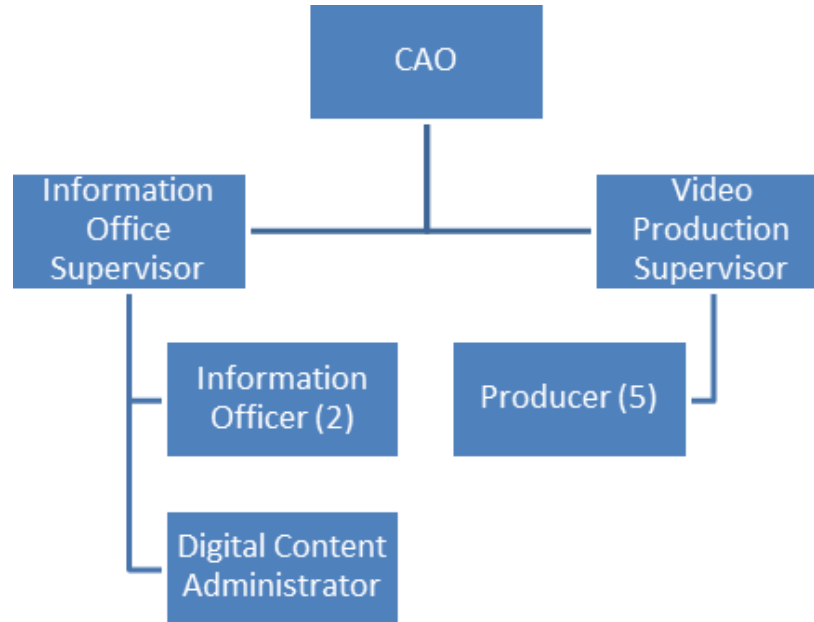 CAO
Information
Office
Supervisor
Video
Production
Supervisor
Information
Officer (2)
Producer (5)
Digital Content
Administrator